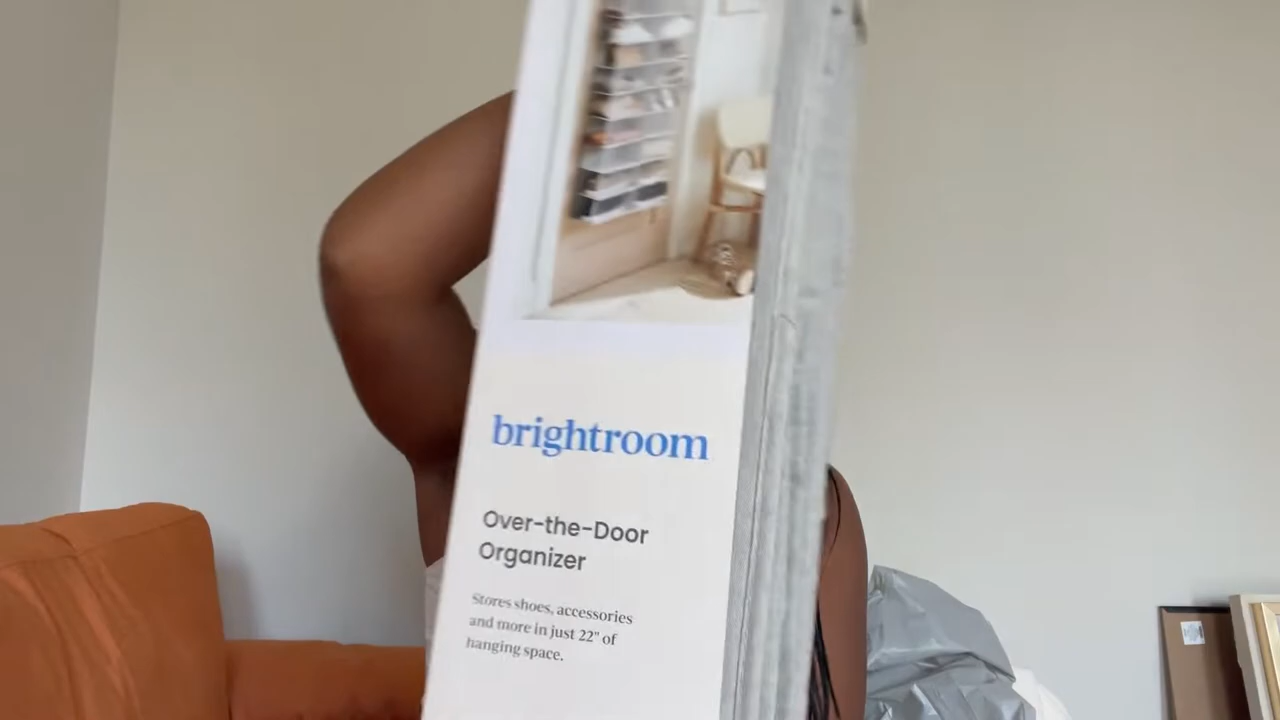 brightroom
Over-the-Door
Organizer
Stores shoes, accessories
and more in just 22" of
hanging space.